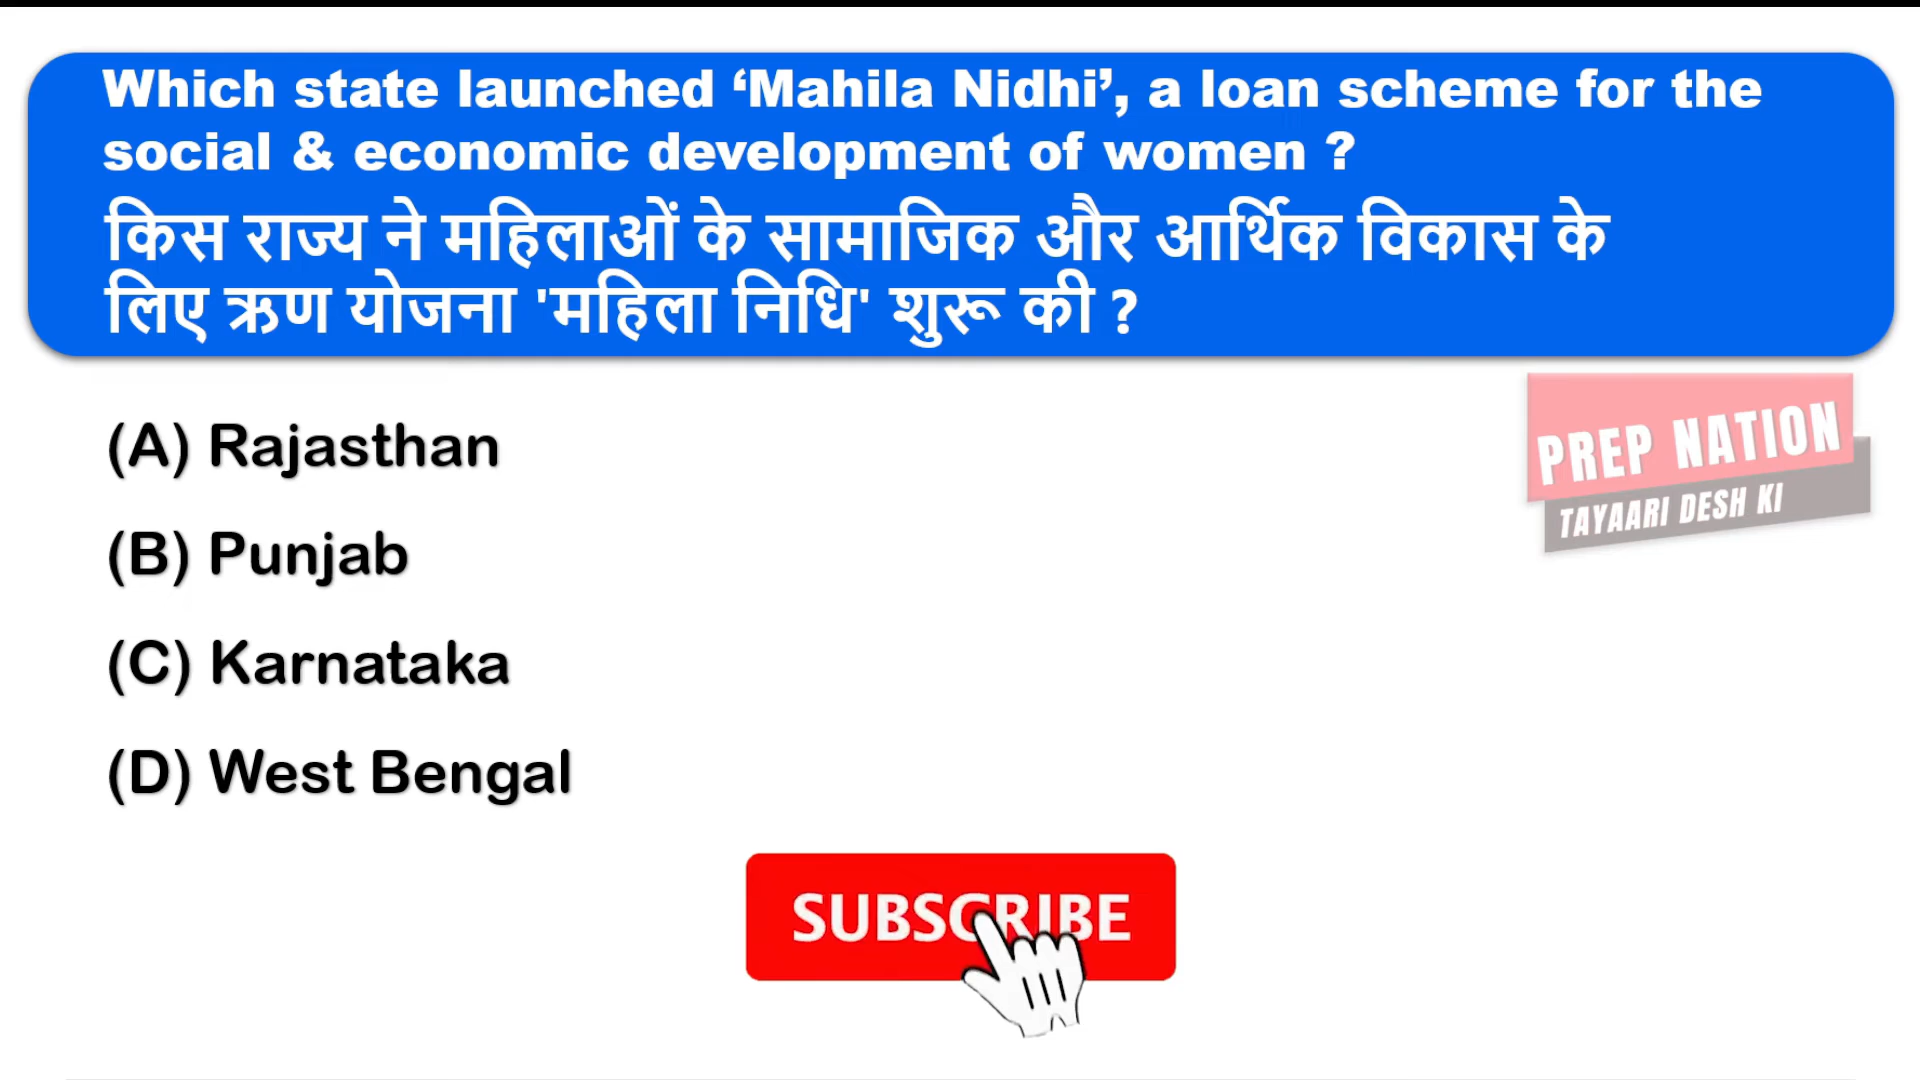 Which state launched ‘Mahila Nidhi’, a loan scheme for the
social & economic development of women ?
किस राज्य ने महिलाओं के सामाजिक और आर्थिक विकास के
लिए ऋण योजना 'महिला निधि' शुरू की ?
(A) Rajasthan
(B) Punjab
(C) Karnataka
(D) West Bengal
PREP NATION
TAYAARI DESH KI
SUBSCRIBE